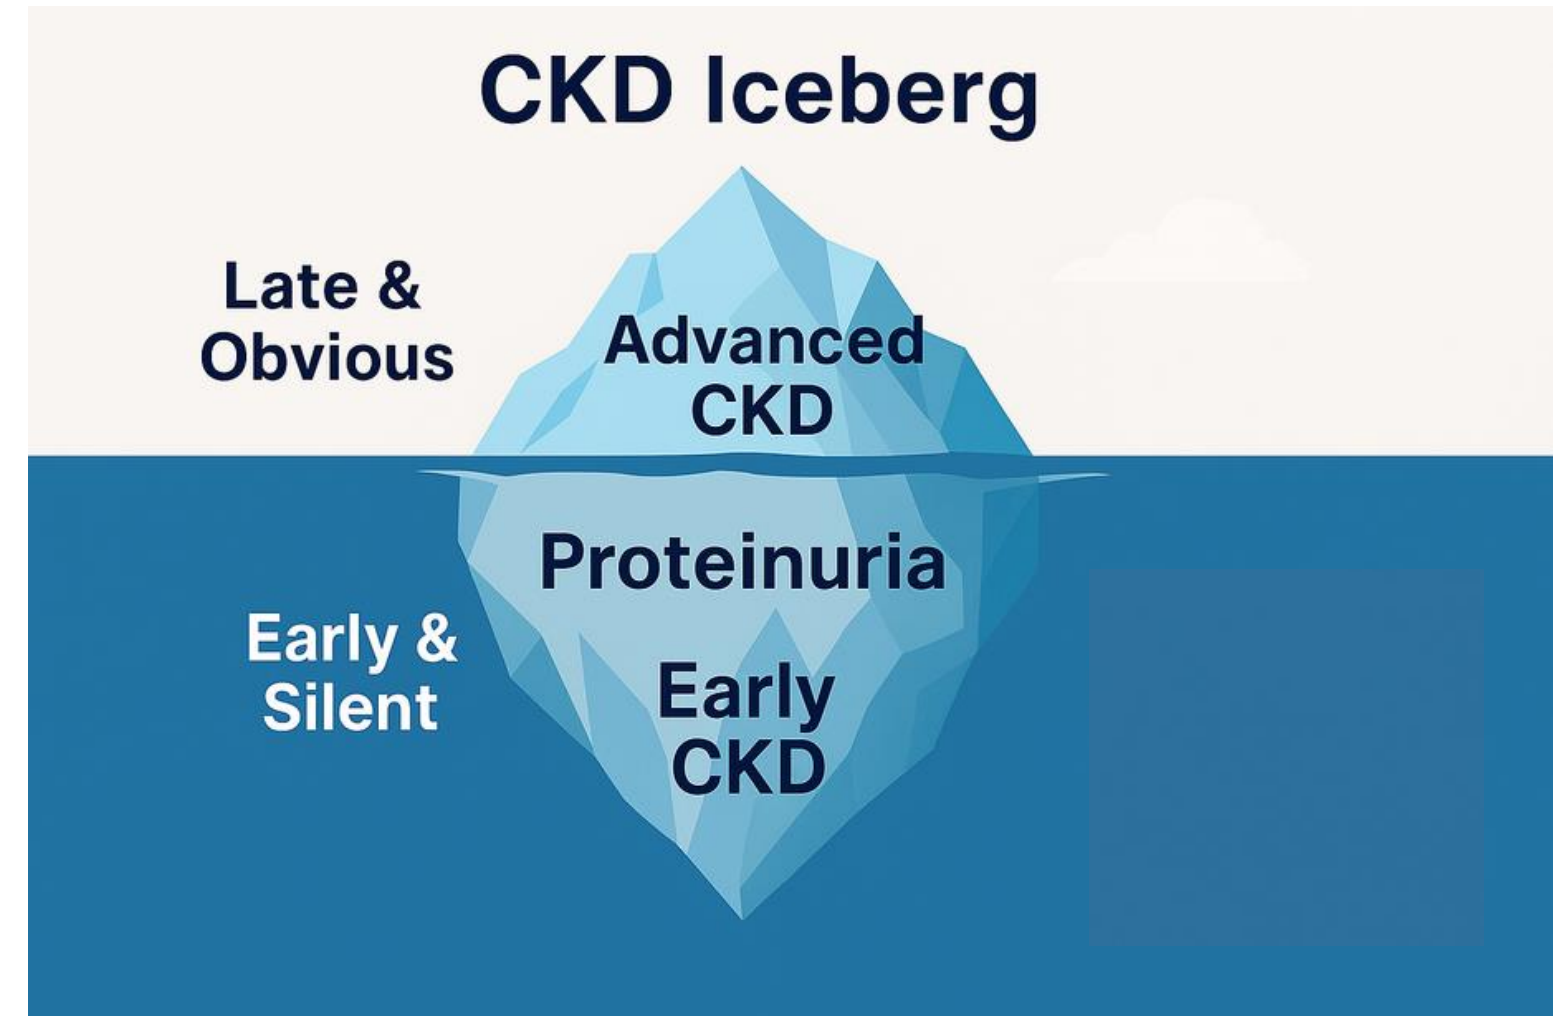 CKD Iceberg
Late &
Obvious
Advanced
CKD
Proteinuria
Early &
Silent
Early
CKD